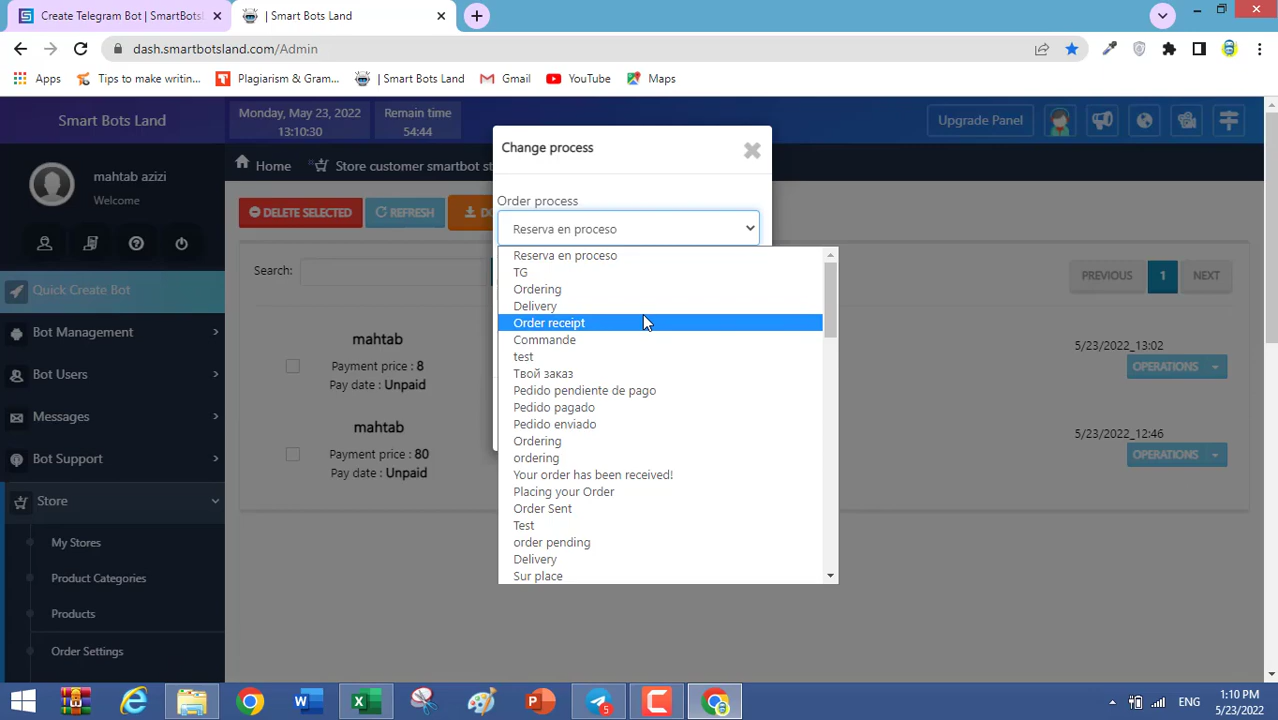 Create Telegram Bot | SmartBotsl
| Smart Bots Land
dash.smartbotsland.com/Admin
Apps
Tips to make writin...
Plagiarism & Gram...
| Smart Bots Land
Gmail
YouTube
Maps
Smart Bots Land
Monday, May 23, 2022
13:10:30
Remain time
54:44
Upgrade Panel
mahtab azizi
Welcome
Home
Store customer smartbot st
Change process
Order process
Reserva en proceso
DELETE SELECTED
REFRESH
DO
Search:
PREVIOUS
1
NEXT
Quick Create Bot
Bot Management
Bot Users
Messages
Bot Support
Store
My Stores
Product Categories
Products
Order Settings
mahtab
Payment price : 8
Pay date : Unpaid
5/23/2022_13:02
OPERATIONS
mahtab
Payment price : 80
Pay date : Unpaid
5/23/2022_12:46
OPERATIONS
Reserva en proceso
TG
Ordering
Delivery
Order receipt
Commande
test
Твой заказ
Pedido pendiente de pago
Pedido pagado
Pedido enviado
Ordering
ordering
Your order has been received!
Placing your Order
Order Sent
Test
order pending
Delivery
Sur place
5
ENG
1:10 PM
5/23/2022